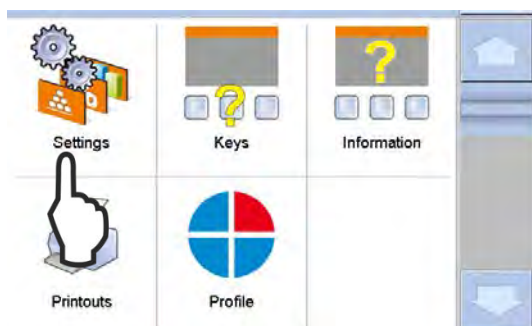 Settings
Keys
Information
Printouts
Profile